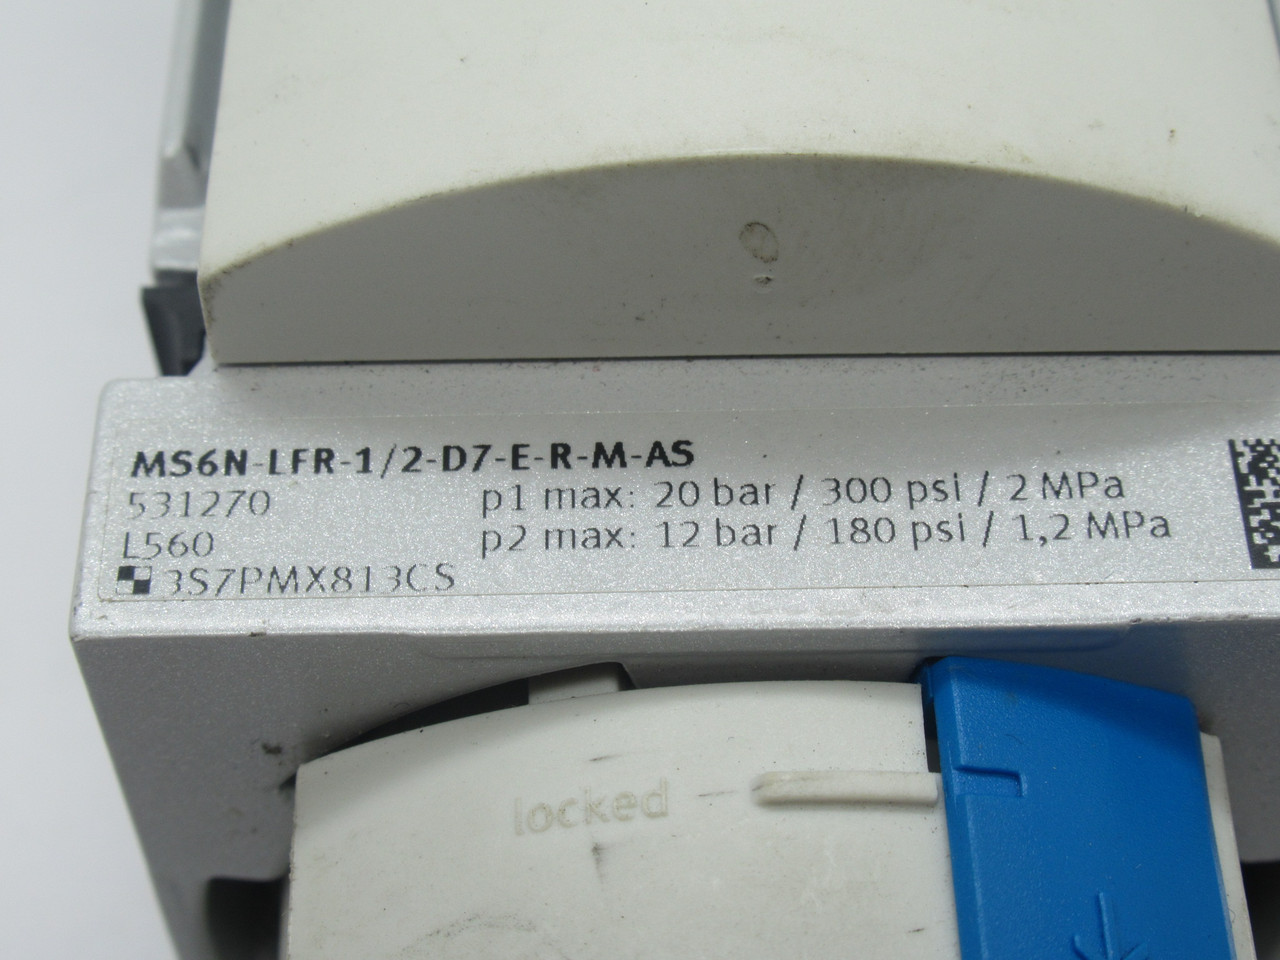 MS6N-LFR-1/2-D7-E-R-M-AS
531270 p1 max: 20 bar / 300 psi / 2 MPa
L560 p2 max: 12 bar / 180 psi / 1,2 MPa
3S7PMX813CS
locked